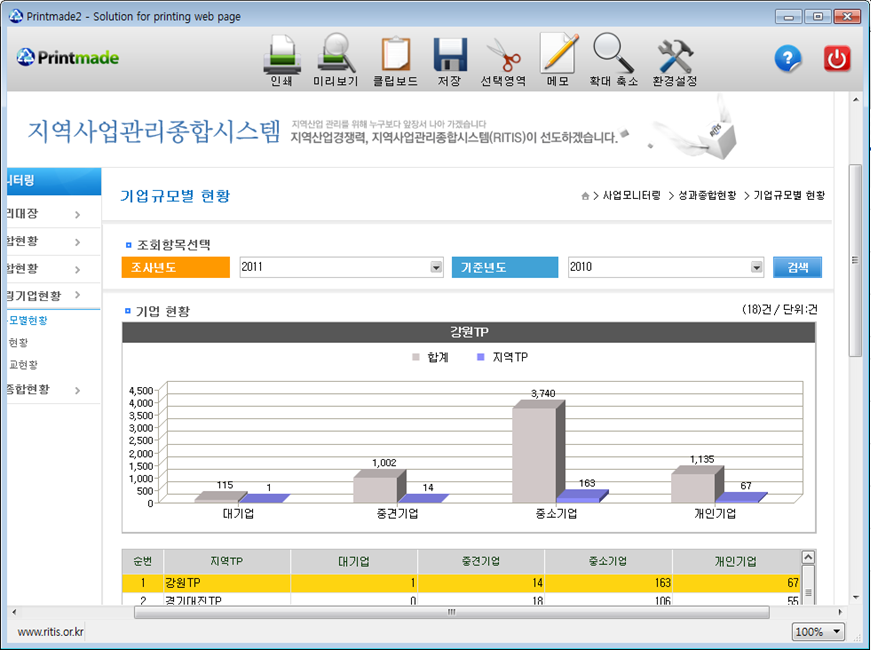 Printmade2 - Solution for printing web page
Printmade
인쇄 미리보기 클립보드 저장 선택영역 메모 확대 축소 환경설정
지역사업관리종합시스템
지역산업 관리를 위해 누구보다 앞장서 나아 가겠습니다
지역산업경쟁력, 지역사업관리종합시스템(RITIS)이 선도하겠습니다.
RITIS
니터링
리대장
합현황
합현황
링기업현황
모별현황
현황
교현황
종합현황
기업규모별 현황
> 사업모니터링 > 성과종합현황 > 기업규모별 현황
조회항목선택
조사년도 2011 기준년도 2010 검색
기업 현황 (18)건 / 단위:건
강원TP
합계 지역TP
4,500
4,000
3,500
3,000
2,500
2,000
1,500
1,000
500
0
115 1 1,002 14 3,740 163 1,135 67
대기업 중견기업 중소기업 개인기업
순번 지역TP 대기업 중견기업 중소기업 개인기업
1 강원TP 1 14 163 67
2 경기대진TP 0 18 106 55
www.ritis.or.kr
100%